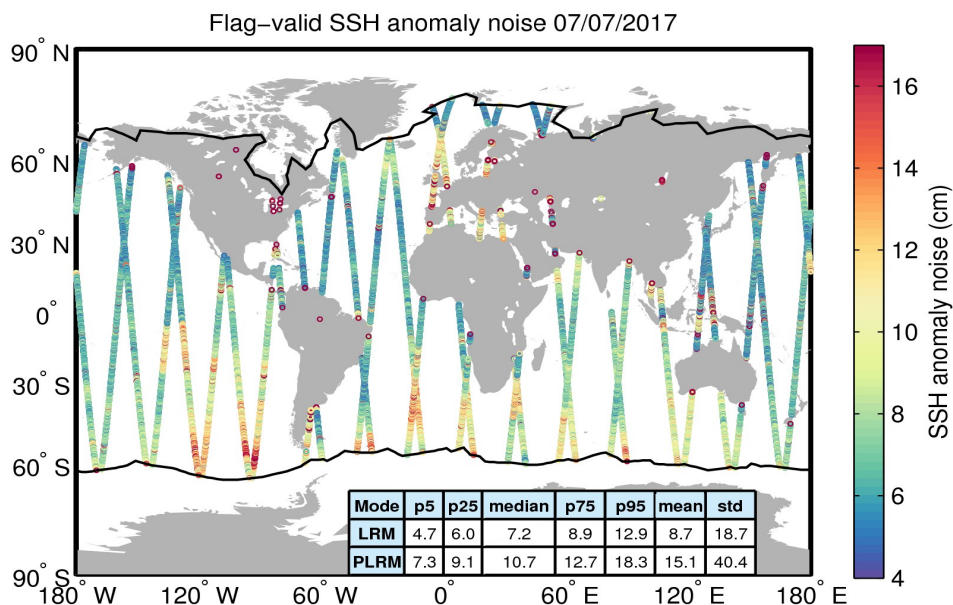 Flag−valid SSH anomaly noise 07/07/2017
90° N
60° N
30° N
0°
30° S
60° S
90° S
180° W
120° W
60° W
0°
60° E
120° E
180° E
Mode p5 p25 median p75 p95 mean std
LRM 4.7 6.0 7.2 8.9 12.9 8.7 18.7
PLRM 7.3 9.1 10.7 12.7 18.3 15.1 40.4
16
14
12
10
8
6
4
SSH anomaly noise (cm)